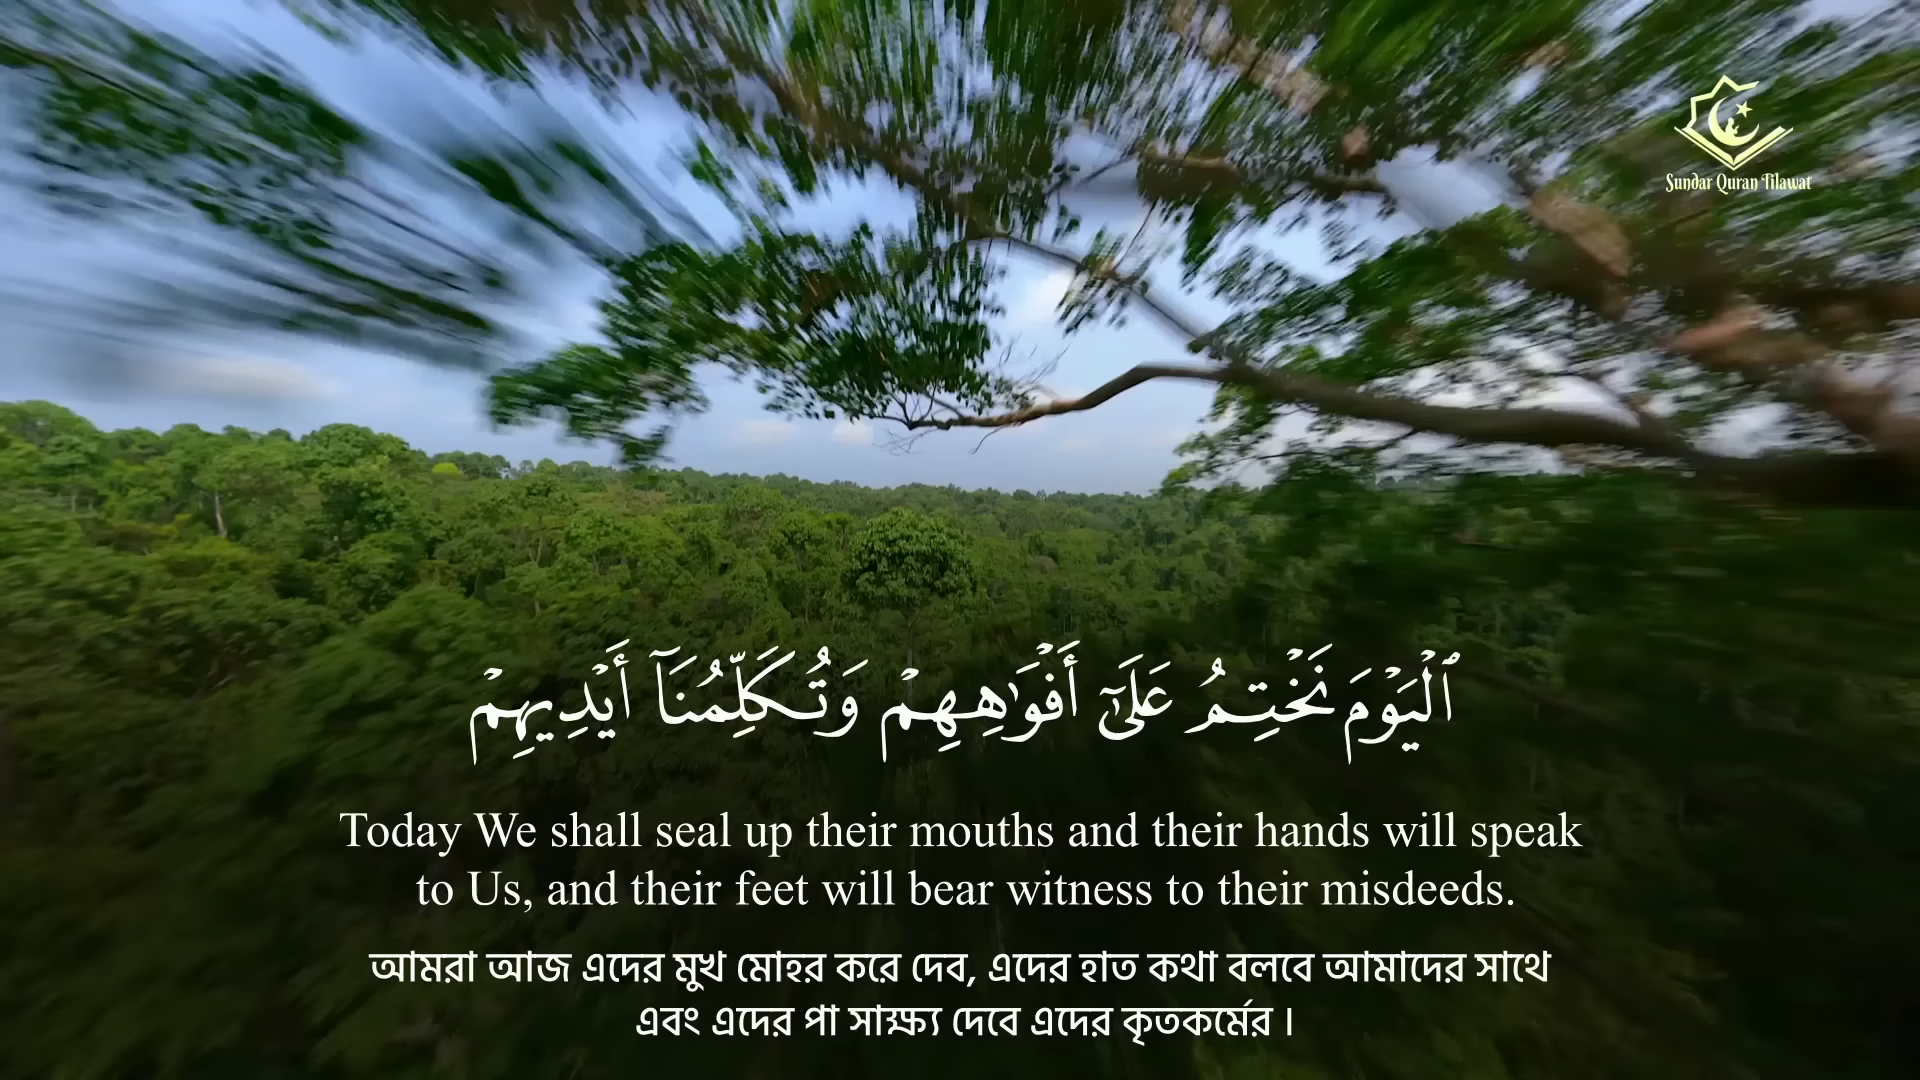 Sundar Quran Tilawat
ٱلْيَوْمَ نَخْتِمُ عَلَىٰٓ أَفْوَٰهِهِمْ وَتُكَلِّمُنَآ أَيْدِيهِمْ
Today We shall seal up their mouths and their hands will speak
to Us, and their feet will bear witness to their misdeeds.
আমরা আজ এদের মুখ মোহর করে দেব, এদের হাত কথা বলবে আমাদের সাথে
এবং এদের পা সাক্ষ্য দেবে এদের কৃতকর্মের ।